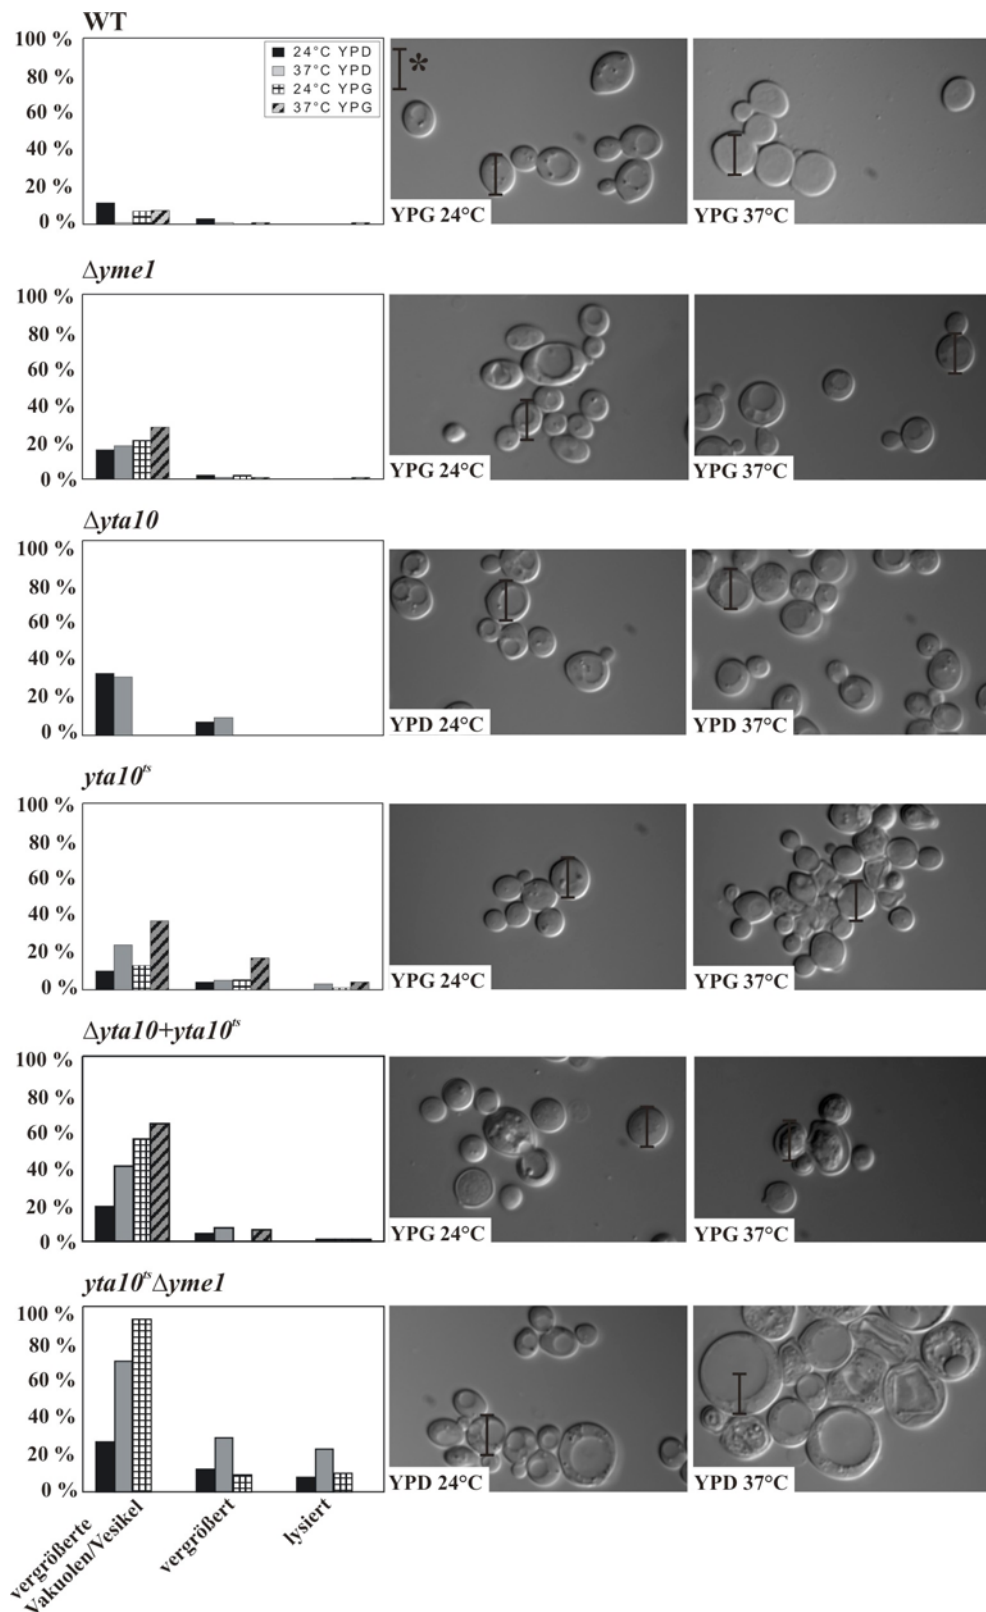 WT
100 %
80 %
60 %
40 %
20 %
0 %
24°C YPD
37°C YPD
24°C YPG
37°C YPG
*
YPG 24°C
YPG 37°C
Δyme1
100 %
80 %
60 %
40 %
20 %
0 %
YPG 24°C
YPG 37°C
Δyta10
100 %
80 %
60 %
40 %
20 %
0 %
YPD 24°C
YPD 37°C
yta10ts
100 %
80 %
60 %
40 %
20 %
0 %
YPG 24°C
YPG 37°C
Δyta10+yta10ts
100 %
80 %
60 %
40 %
20 %
0 %
YPG 24°C
YPG 37°C
yta10tsΔyme1
100 %
80 %
60 %
40 %
20 %
0 %
YPD 24°C
YPD 37°C
vergrößerte
Vakuolen/Vesikel
vergrößert
lysiert